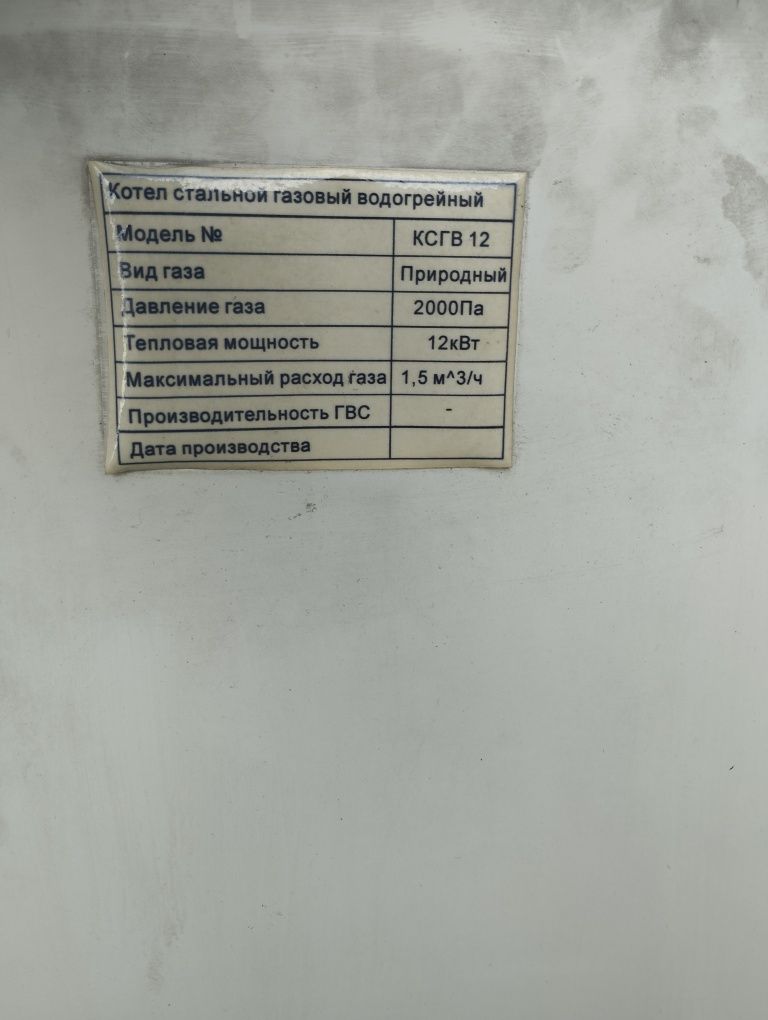 Котел стальной газовый водогрейный
Модель № КСГВ 12
Вид газа Природный
Давление газа 2000Па
Тепловая мощность 12кВт
Максимальный расход газа 1,5 м^3/ч
Производительность ГВС -
Дата производства